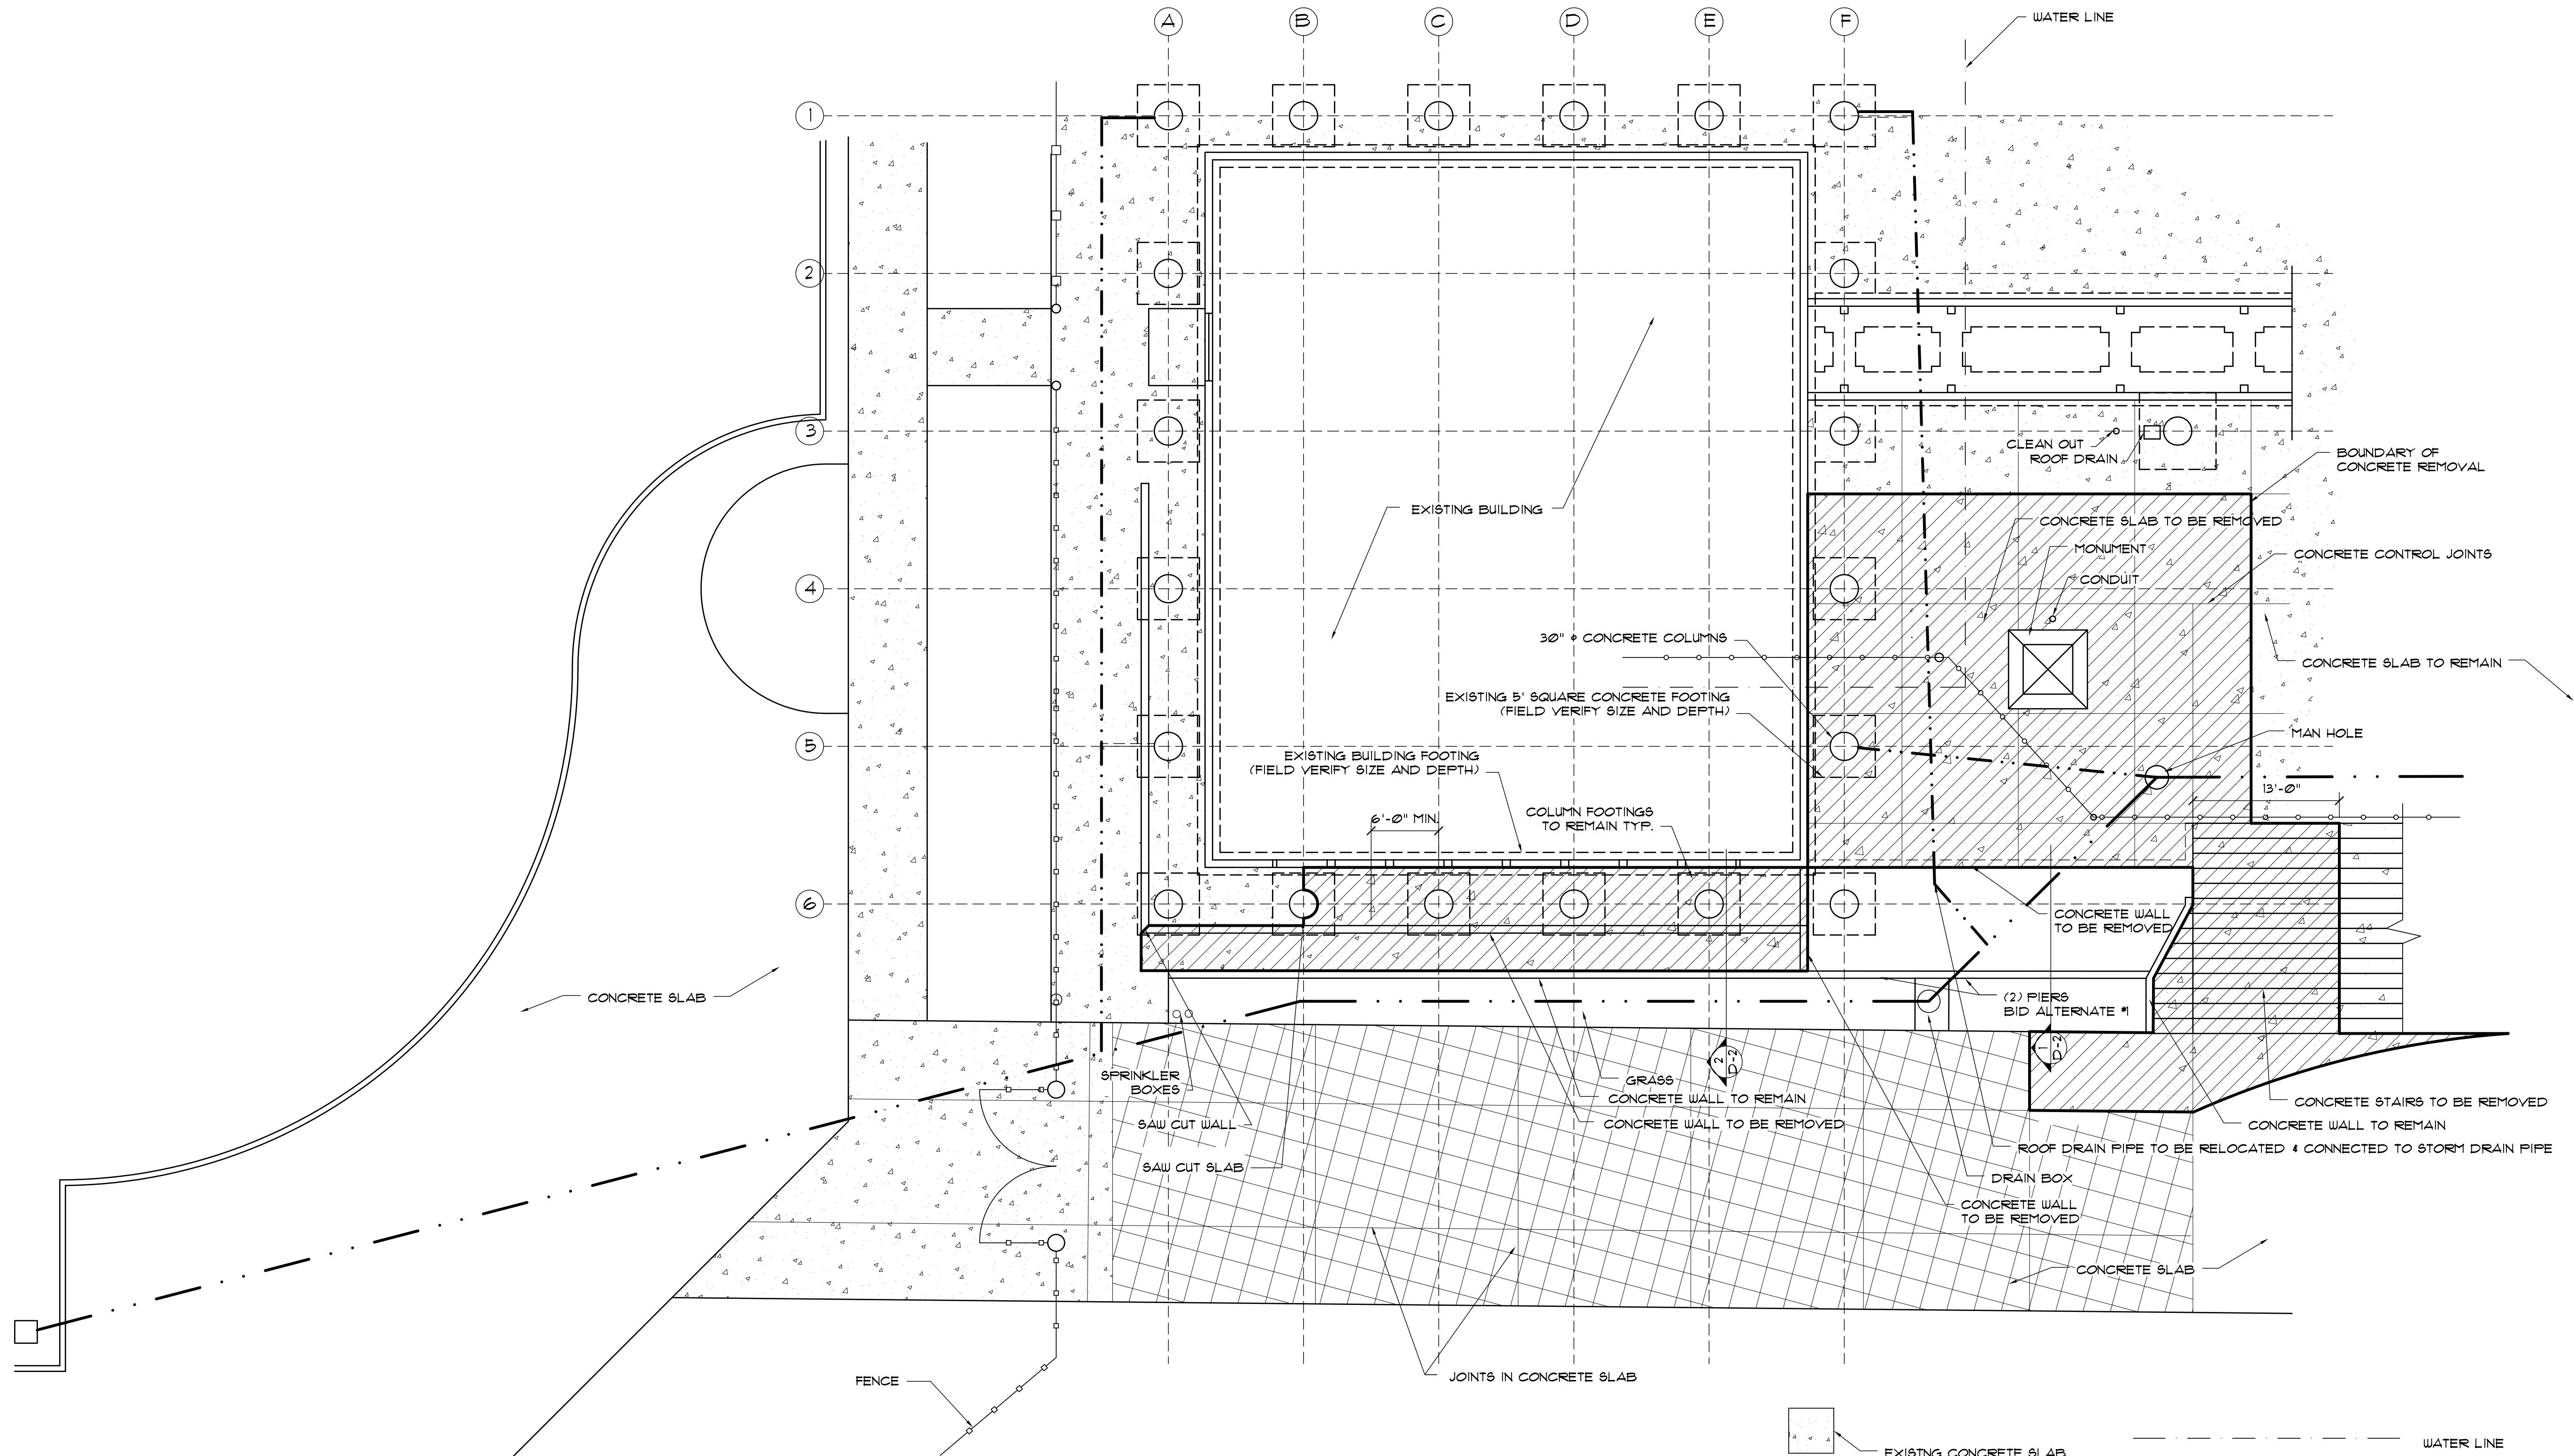 A
B
C
D
E
F
WATER LINE
1
2
3
4
5
6
CLEAN OUT
ROOF DRAIN
BOUNDARY OF
CONCRETE REMOVAL
EXISTING BUILDING
CONCRETE SLAB TO BE REMOVED
MONUMENT
CONCRETE CONTROL JOINTS
CONDUIT
30" Φ CONCRETE COLUMNS
CONCRETE SLAB TO REMAIN
EXISTING 5' SQUARE CONCRETE FOOTING
(FIELD VERIFY SIZE AND DEPTH)
MAN HOLE
EXISTING BUILDING FOOTING
(FIELD VERIFY SIZE AND DEPTH)
13'-0"
6'-0" MIN.
COLUMN FOOTINGS
TO REMAIN TYP.
CONCRETE WALL
TO BE REMOVED
CONCRETE SLAB
(2) PIERS
BID ALTERNATE #1
1
D-2
2
D-2
SPRINKLER
BOXES
GRASS
CONCRETE WALL TO REMAIN
CONCRETE STAIRS TO BE REMOVED
SAW CUT WALL
CONCRETE WALL TO BE REMOVED
CONCRETE WALL TO REMAIN
ROOF DRAIN PIPE TO BE RELOCATED & CONNECTED TO STORM DRAIN PIPE
SAW CUT SLAB
DRAIN BOX
CONCRETE WALL
TO BE REMOVED
CONCRETE SLAB
JOINTS IN CONCRETE SLAB
FENCE
WATER LINE
EXISTNG CONCRETE SLAB